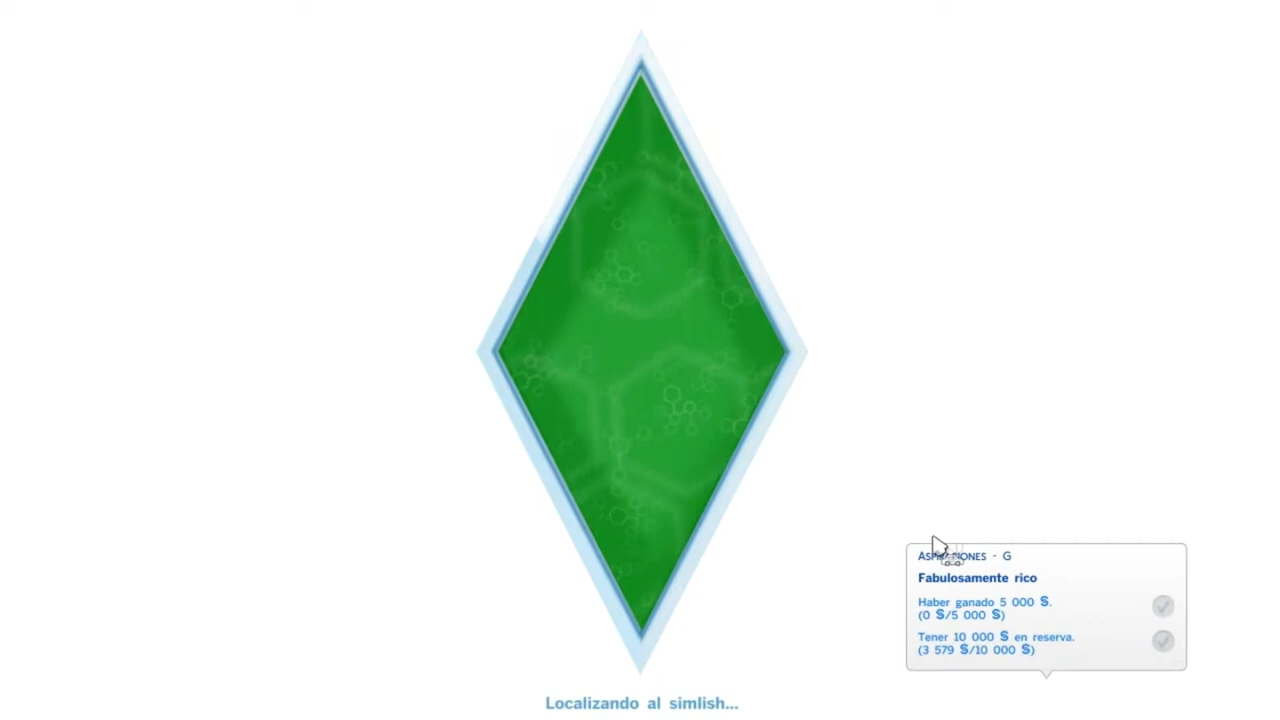 ASPIRACIONES - G
Fabulosamente rico
Haber ganado 5 000 $.
(0 $/5 000 $)
Tener 10 000 $ en reserva.
(3 579 $/10 000 $)
Localizando al simlish...